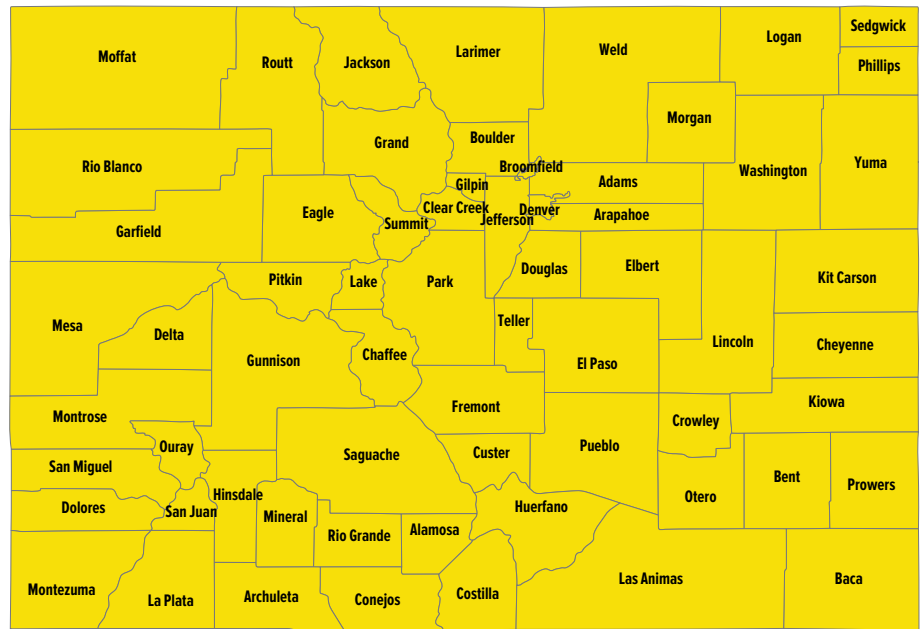 Moffat
Routt
Jackson
Larimer
Weld
Logan
Sedgwick
Phillips
Morgan
Grand
Boulder
Broomfield
Rio Blanco
Gilpin
Adams
Washington
Yuma
Eagle
Clear Creek
Jefferson
Denver
Arapahoe
Summit
Garfield
Pitkin
Lake
Park
Douglas
Elbert
Kit Carson
Mesa
Delta
Gunnison
Chaffee
Teller
El Paso
Lincoln
Cheyenne
Montrose
Fremont
Crowley
Kiowa
Ouray
San Miguel
Saguache
Custer
Pueblo
Bent
Prowers
Otero
Dolores
San Juan
Hinsdale
Mineral
Rio Grande
Alamosa
Huerfano
Montezuma
La Plata
Archuleta
Conejos
Costilla
Las Animas
Baca